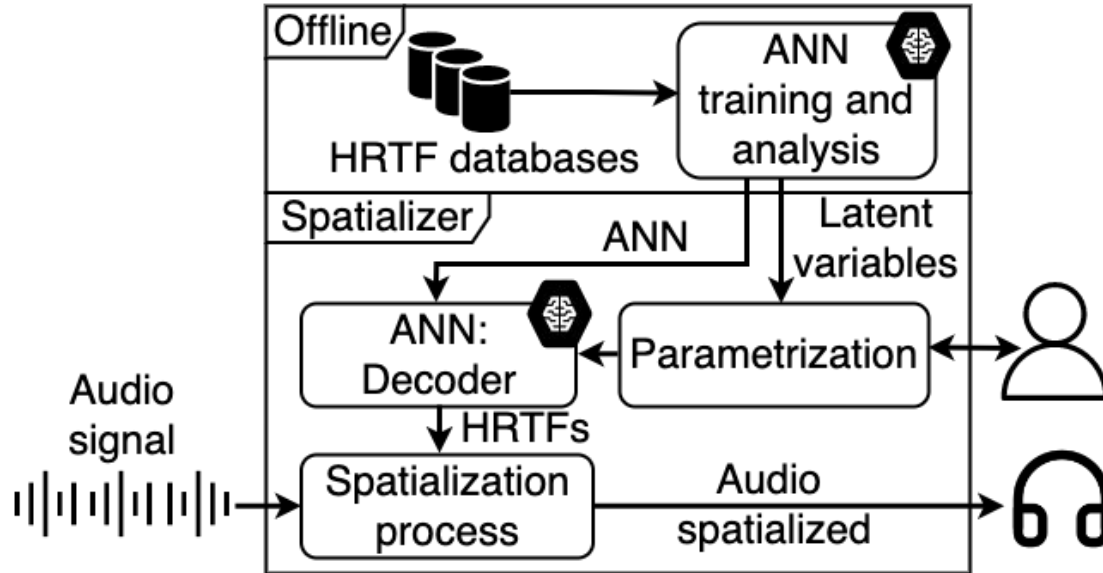 Offline
ANN
training and
analysis
HRTF databases
Spatializer
ANN
Latent
variables
ANN:
Decoder
Parametrization
Audio
signal
HRTFs
Spatialization
process
Audio
spatialized